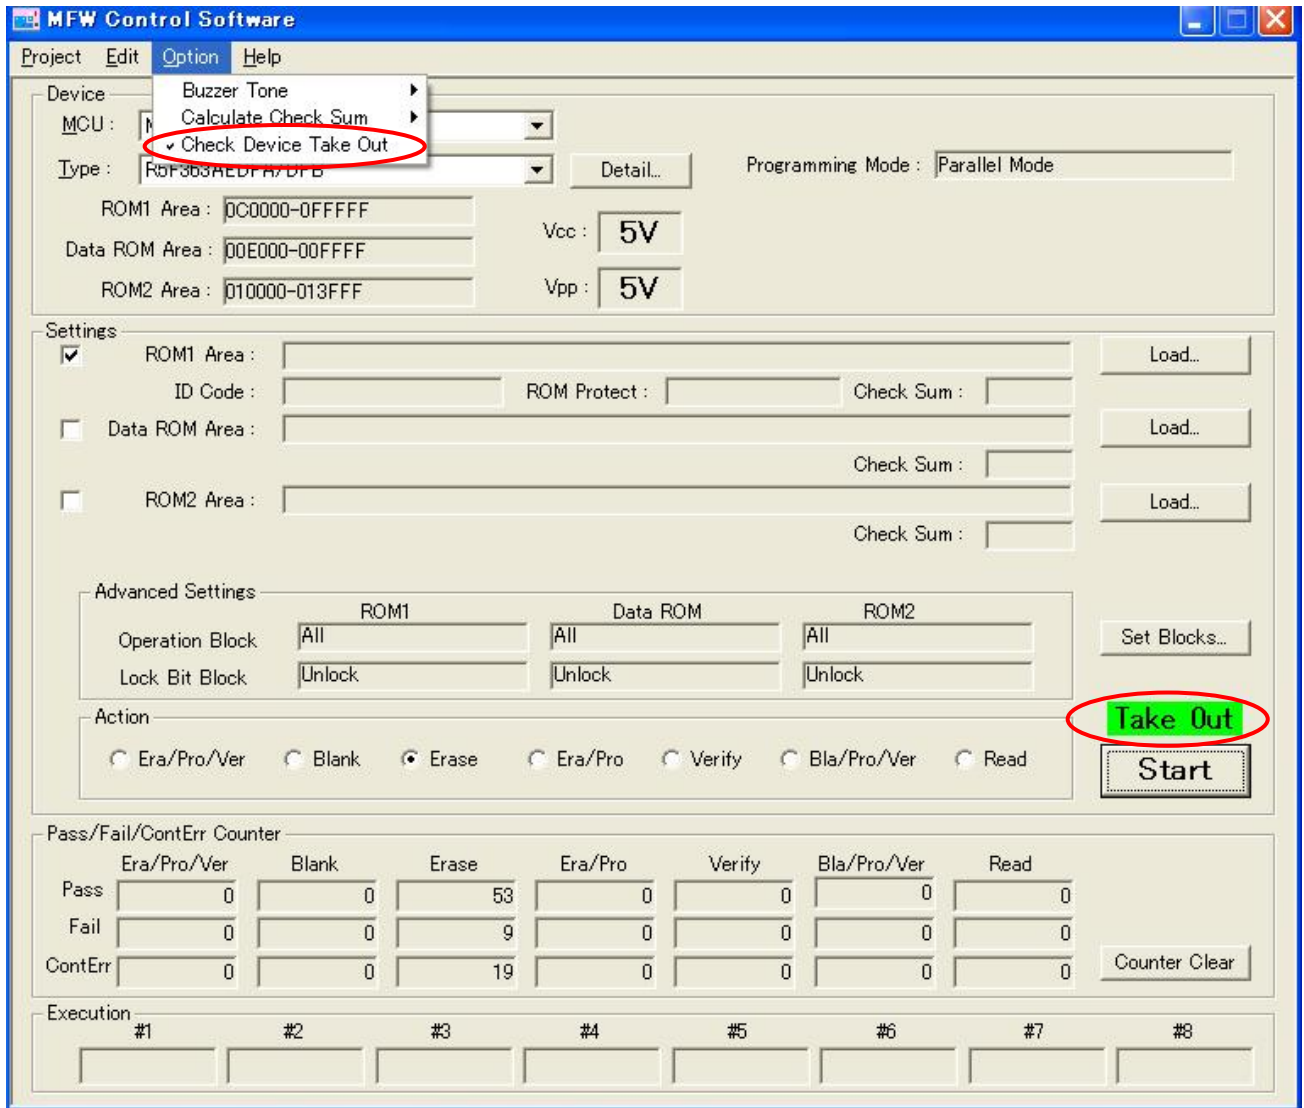 MFW Control Software
Project Edit Option Help
Buzzer Tone
Calculate Check Sum
Check Device Take Out
Device
MCU :
Type : R5F363AEDFA/DFB Detail... Programming Mode : Parallel Mode
ROM1 Area : 0C0000-0FFFFF
Vcc : 5V
Data ROM Area : 00E000-00FFFF
ROM2 Area : 010000-013FFF
Vpp : 5V
Settings
ROM1 Area : Load...
ID Code : ROM Protect : Check Sum :
Data ROM Area : Load...
Check Sum :
ROM2 Area : Load...
Check Sum :
Advanced Settings
ROM1 Data ROM ROM2
Operation Block All All All Set Blocks...
Lock Bit Block Unlock Unlock Unlock
Action
Take Out
Era/Pro/Ver Blank Erase Era/Pro Verify Bla/Pro/Ver Read
Start
Pass/Fail/ContErr Counter
Era/Pro/Ver Blank Erase Era/Pro Verify Bla/Pro/Ver Read
Pass 0 0 53 0 0 0 0
Fail 0 0 9 0 0 0 0
ContErr 0 0 19 0 0 0 0 Counter Clear
Execution
#1 #2 #3 #4 #5 #6 #7 #8